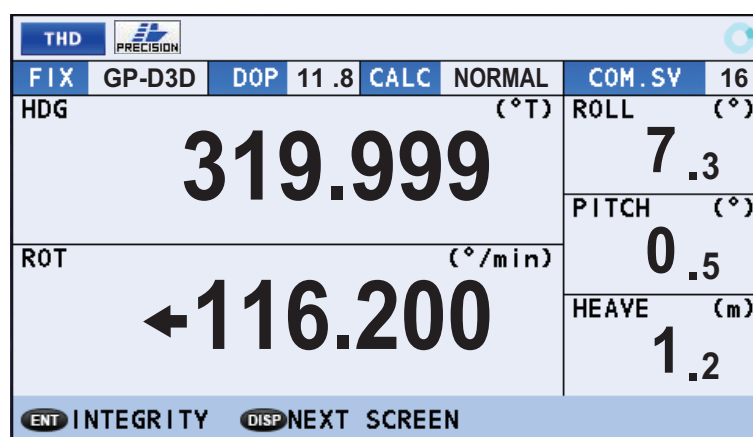 THD PRECISION
FIX GP-D3D DOP 11 .8 CALC NORMAL COM.SV 16
HDG (°T)
319.999
ROLL (°)
7 .3
PITCH (°)
0 .5
ROT (°/min)
←116.200
HEAVE (m)
1 .2
ENT INTEGRITY DISP NEXT SCREEN